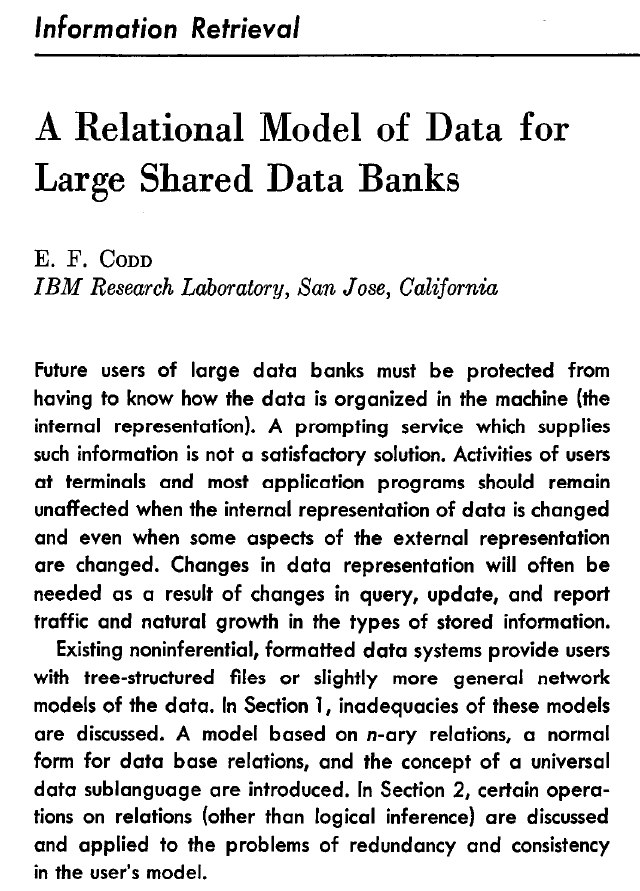 Information Retrieval
A Relational Model of Data for
Large Shared Data Banks
E. F. Codd
IBM Research Laboratory, San Jose, California
Future users of large data banks must be protected from
having to know how the data is organized in the machine (the
internal representation). A prompting service which supplies
such information is not a satisfactory solution. Activities of users
at terminals and most application programs should remain
unaffected when the internal representation of data is changed
and even when some aspects of the external representation
are changed. Changes in data representation will often be
needed as a result of changes in query, update, and report
traffic and natural growth in the types of stored information.
Existing noninferential, formatted data systems provide users
with tree-structured files or slightly more general network
models of the data. In Section 1, inadequacies of these models
are discussed. A model based on n-ary relations, a normal
form for data base relations, and the concept of a universal
data sublanguage are introduced. In Section 2, certain opera-
tions on relations (other than logical inference) are discussed
and applied to the problems of redundancy and consistency
in the user's model.